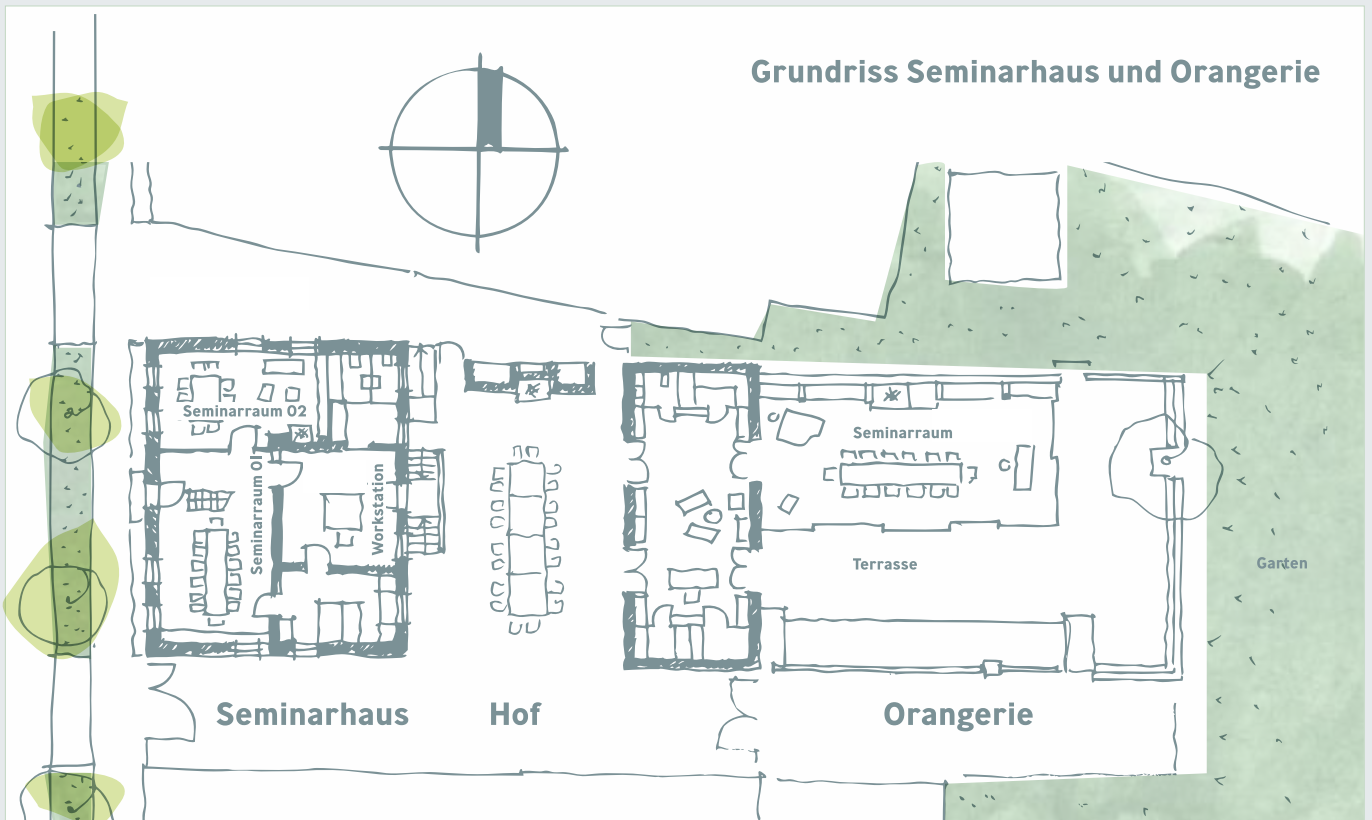 Grundriss Seminarhaus und Orangerie
Seminarraum 02
Seminarraum 01
Workstation
Seminarraum
Terrasse
Garten
Seminarhaus
Hof
Orangerie